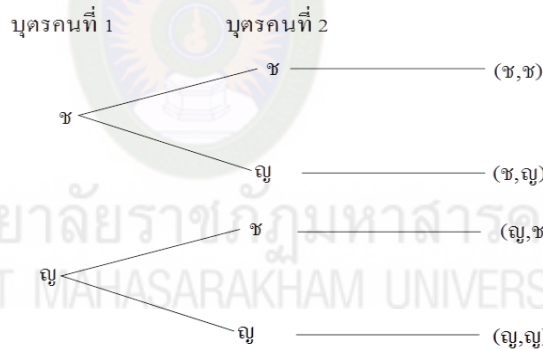 บุตรคนที่ 1 บุตรคนที่ 2
ช (ช,ช)
ช
ญ (ช,ญ)
ช (ญ,ช
ญ
ญ (ญ,ญ)
ยาลัยราชภัฏมหาสารค
T MAHASARAKHAM UNIVERS